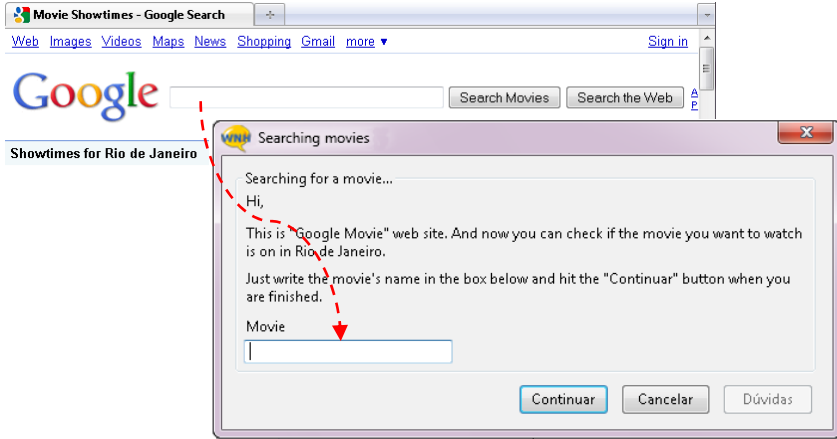 Movie Showtimes - Google Search
Web Images Videos Maps News Shopping Gmail more ▼ Sign in
Google Search Movies Search the Web A
P
Showtimes for Rio de Janeiro
WNH Searching movies
Searching for a movie...
Hi,
This is "Google Movie" web site. And now you can check if the movie you want to watch
is on in Rio de Janeiro.
Just write the movie's name in the box below and hit the "Continuar" button when you
are finished.
Movie
Continuar Cancelar Dúvidas